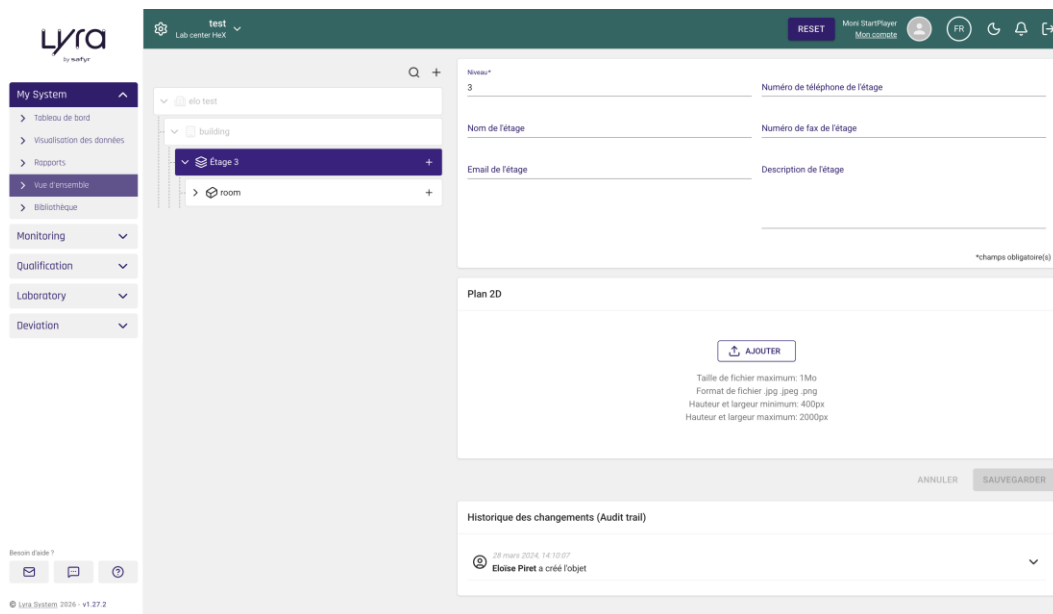 Lyra
by safyr
test
Lab center HeX
RESET
Moni StartPlayer
Mon compte
FR
My System
Tableau de bord
Visualisation des données
Rapports
Vue d'ensemble
Bibliothèque
Monitoring
Qualification
Laboratory
Deviation
Besoin d'aide ?
© Lyra System 2026 - v1.27.2
elo test
building
Étage 3
room
Niveau*
3
Numéro de téléphone de l'étage
Nom de l'étage
Numéro de fax de l'étage
Email de l'étage
Description de l'étage
*champs obligatoire(s)
Plan 2D
AJOUTER
Taille de fichier maximum: 1Mo
Format de fichier .jpg .jpeg .png
Hauteur et largeur minimum: 400px
Hauteur et largeur maximum: 2000px
ANNULER
SAUVEGARDER
Historique des changements (Audit trail)
28 mars 2024, 14:10:07
Eloïse Piret a créé l'objet